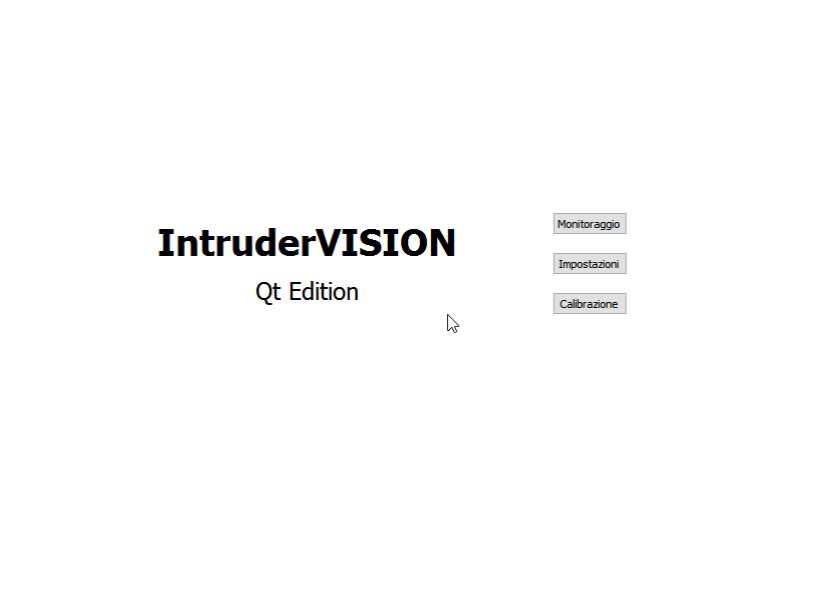 IntruderVISION
Qt Edition
Monitoraggio
Impostazioni
Calibrazione